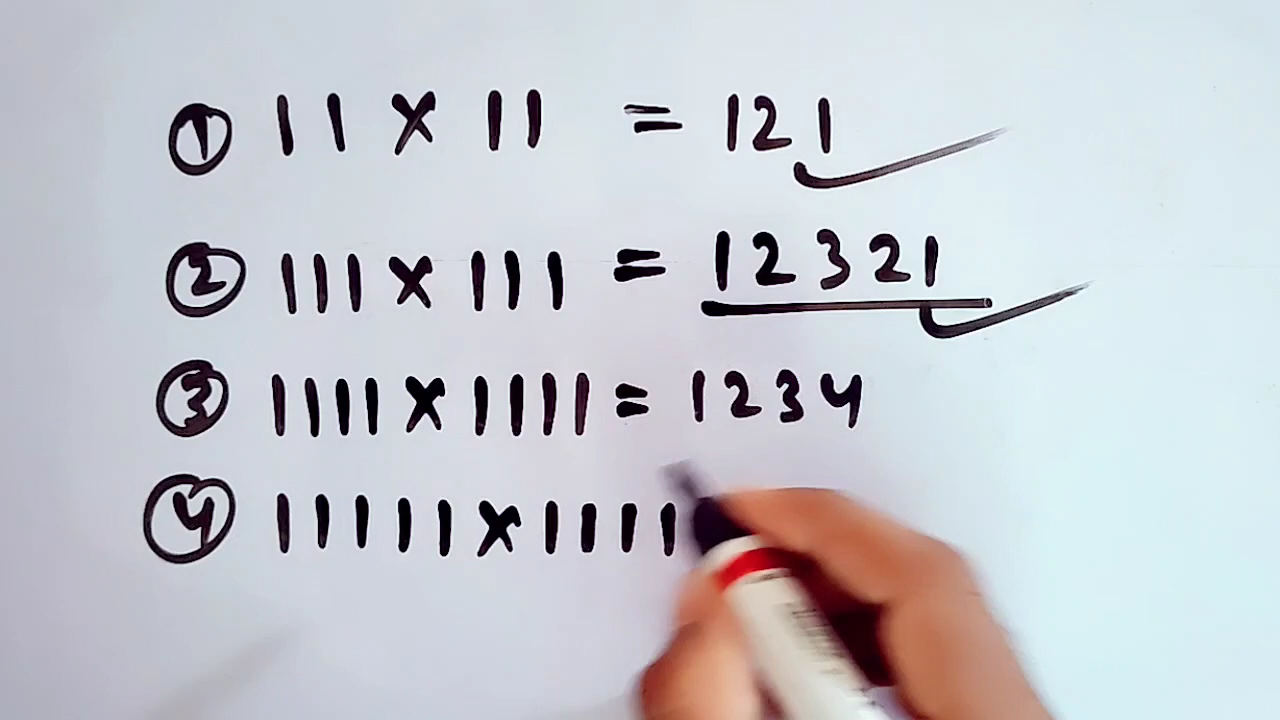 ① 11 x 11 = 121
② 111 x 111 = 12321
③ 1111 x 1111 = 1234
④ 11111 x 1111